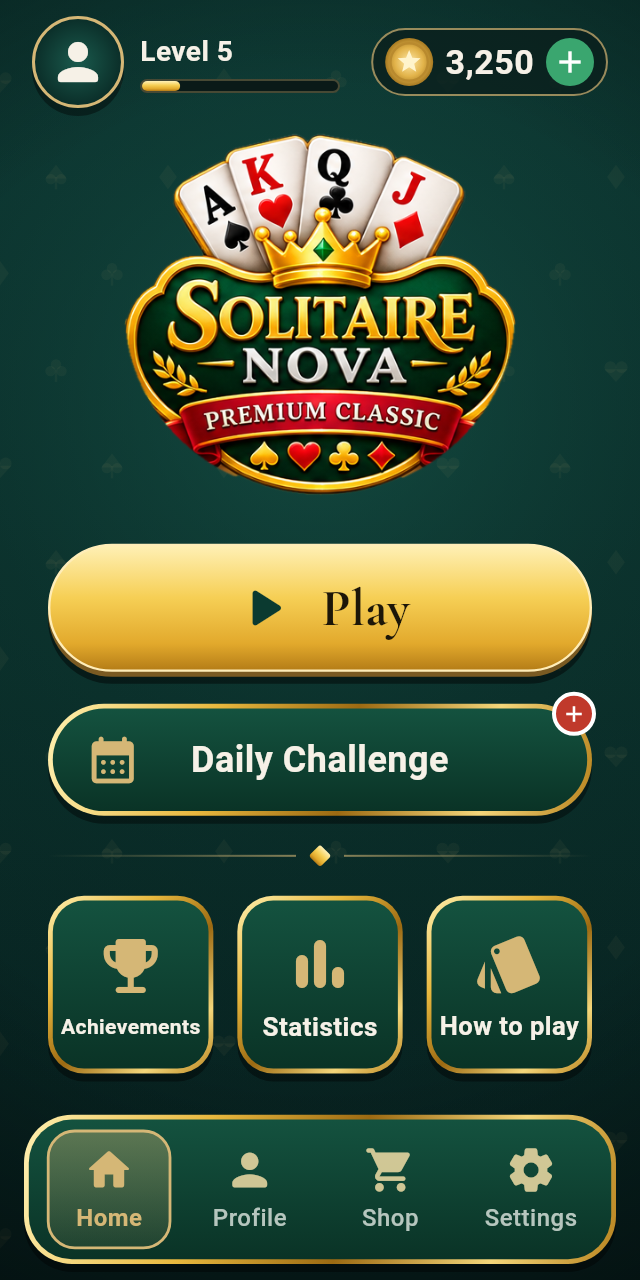 Level 5
3,250
A K Q J
SOLITAIRE
NOVA
PREMIUM CLASSIC
Play
Daily Challenge
Achievements
Statistics
How to play
Home
Profile
Shop
Settings